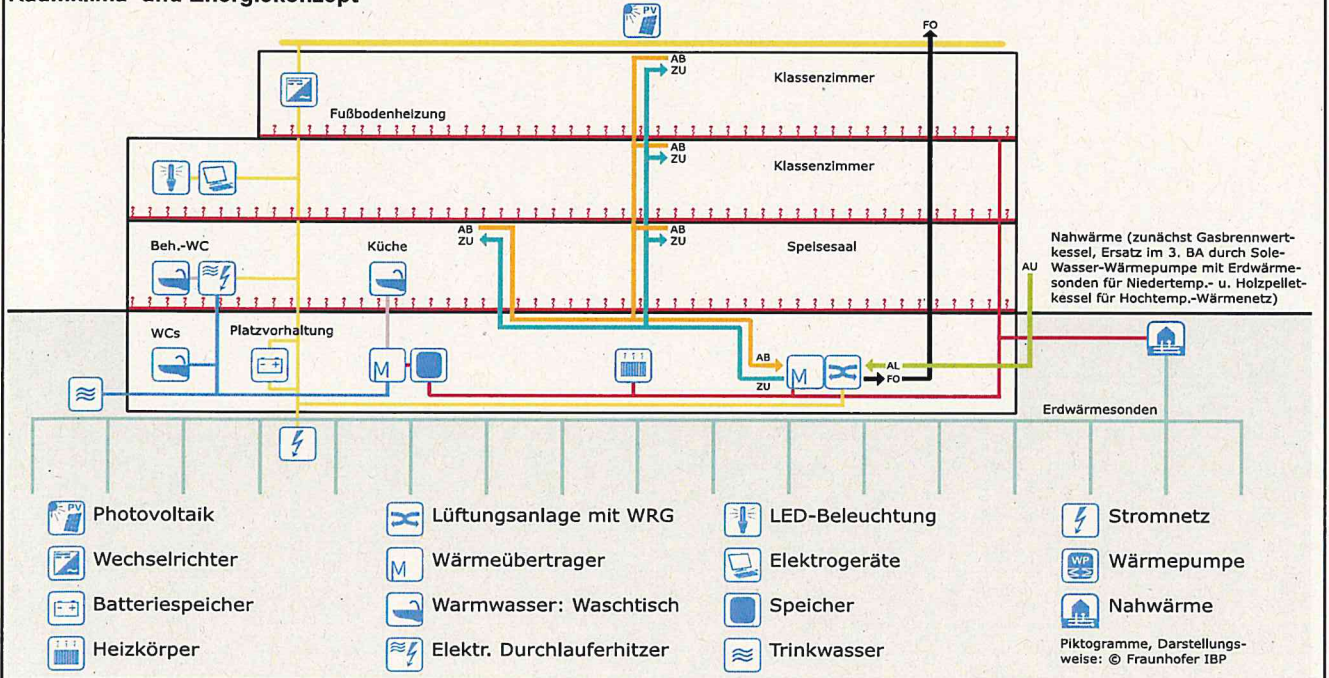 Raumklima- und Energiekonzept
PV
FO
AB
ZU
Klassenzimmer
Fußbodenheizung
AB
ZU
Klassenzimmer
Beh.-WC
Küche
AB
ZU
AB
ZU
Speisesaal
AU
Nahwärme (zunächst Gasbrennwert-
kessel, Ersatz im 3. BA durch Sole-
Wasser-Wärmepumpe mit Erdwärme-
sonden für Niedertemp.- u. Holzpellet-
kessel für Hochtemp.-Wärmenetz)
WCs
Platzvorhaltung
M
AB
ZU
M
AL
FO
Erdwärmesonden
PV
Photovoltaik
Lüftungsanlage mit WRG
LED-Beleuchtung
Stromnetz
Wechselrichter
M
Wärmeübertrager
Elektrogeräte
WP
Wärmepumpe
Batteriespeicher
Warmwasser: Waschtisch
Speicher
Nahwärme
Heizkörper
Elektr. Durchlauferhitzer
Trinkwasser
Piktogramme, Darstellungs-
weise: © Fraunhofer IBP